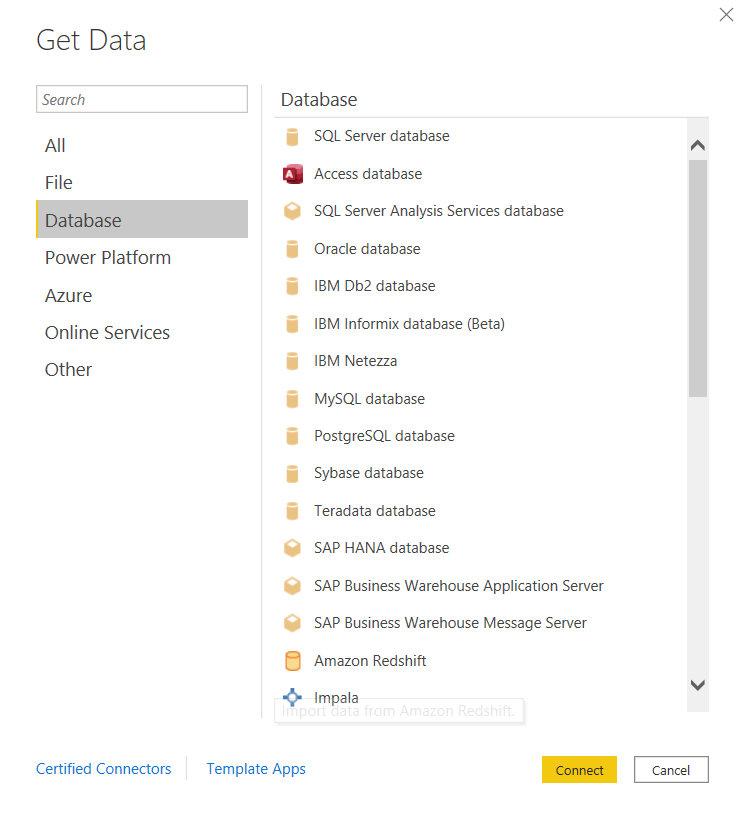 Get Data
Search
All
File
Database
Power Platform
Azure
Online Services
Other
Database
SQL Server database
Access database
SQL Server Analysis Services database
Oracle database
IBM Db2 database
IBM Informix database (Beta)
IBM Netezza
MySQL database
PostgreSQL database
Sybase database
Teradata database
SAP HANA database
SAP Business Warehouse Application Server
SAP Business Warehouse Message Server
Amazon Redshift
Impala
Import data from Amazon Redshift.
Certified Connectors
Template Apps
Connect
Cancel